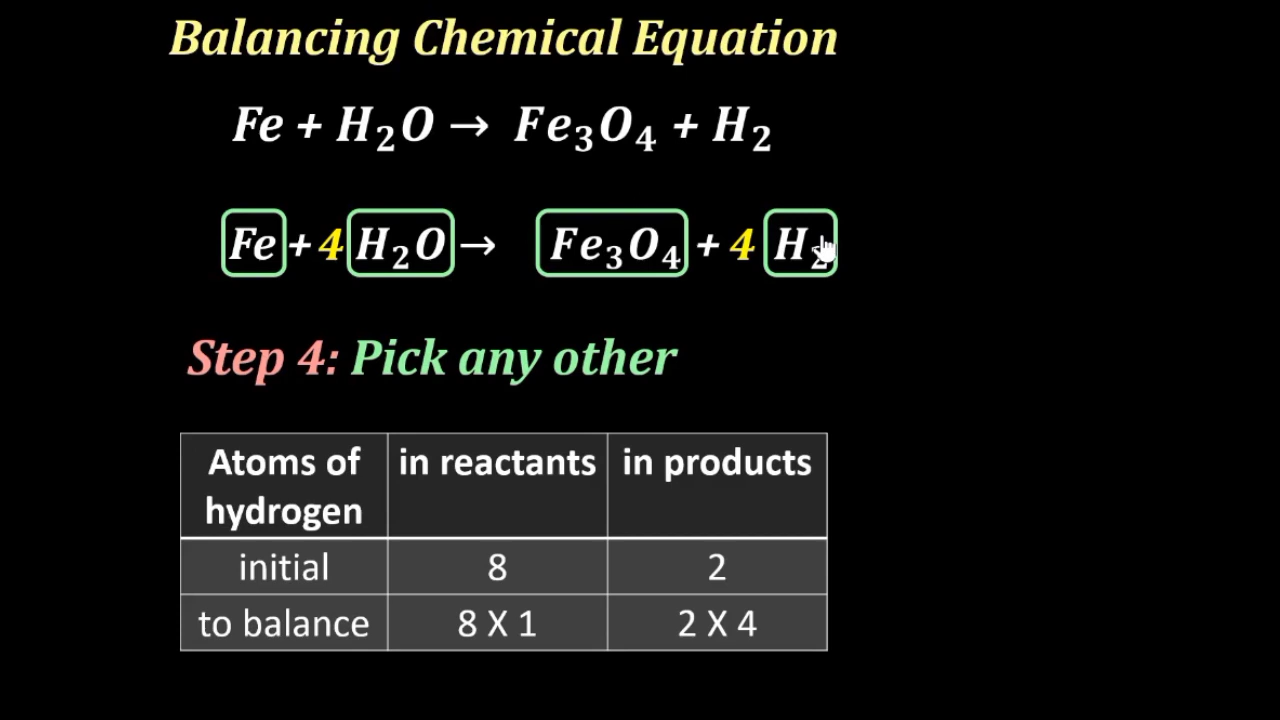 Balancing Chemical Equation
Fe + H₂O → Fe₃O₄ + H₂
Fe + 4 H₂O → Fe₃O₄ + 4 H₂
Step 4: Pick any other
Atoms of hydrogen in reactants in products
initial 8 2
to balance 8 X 1 2 X 4